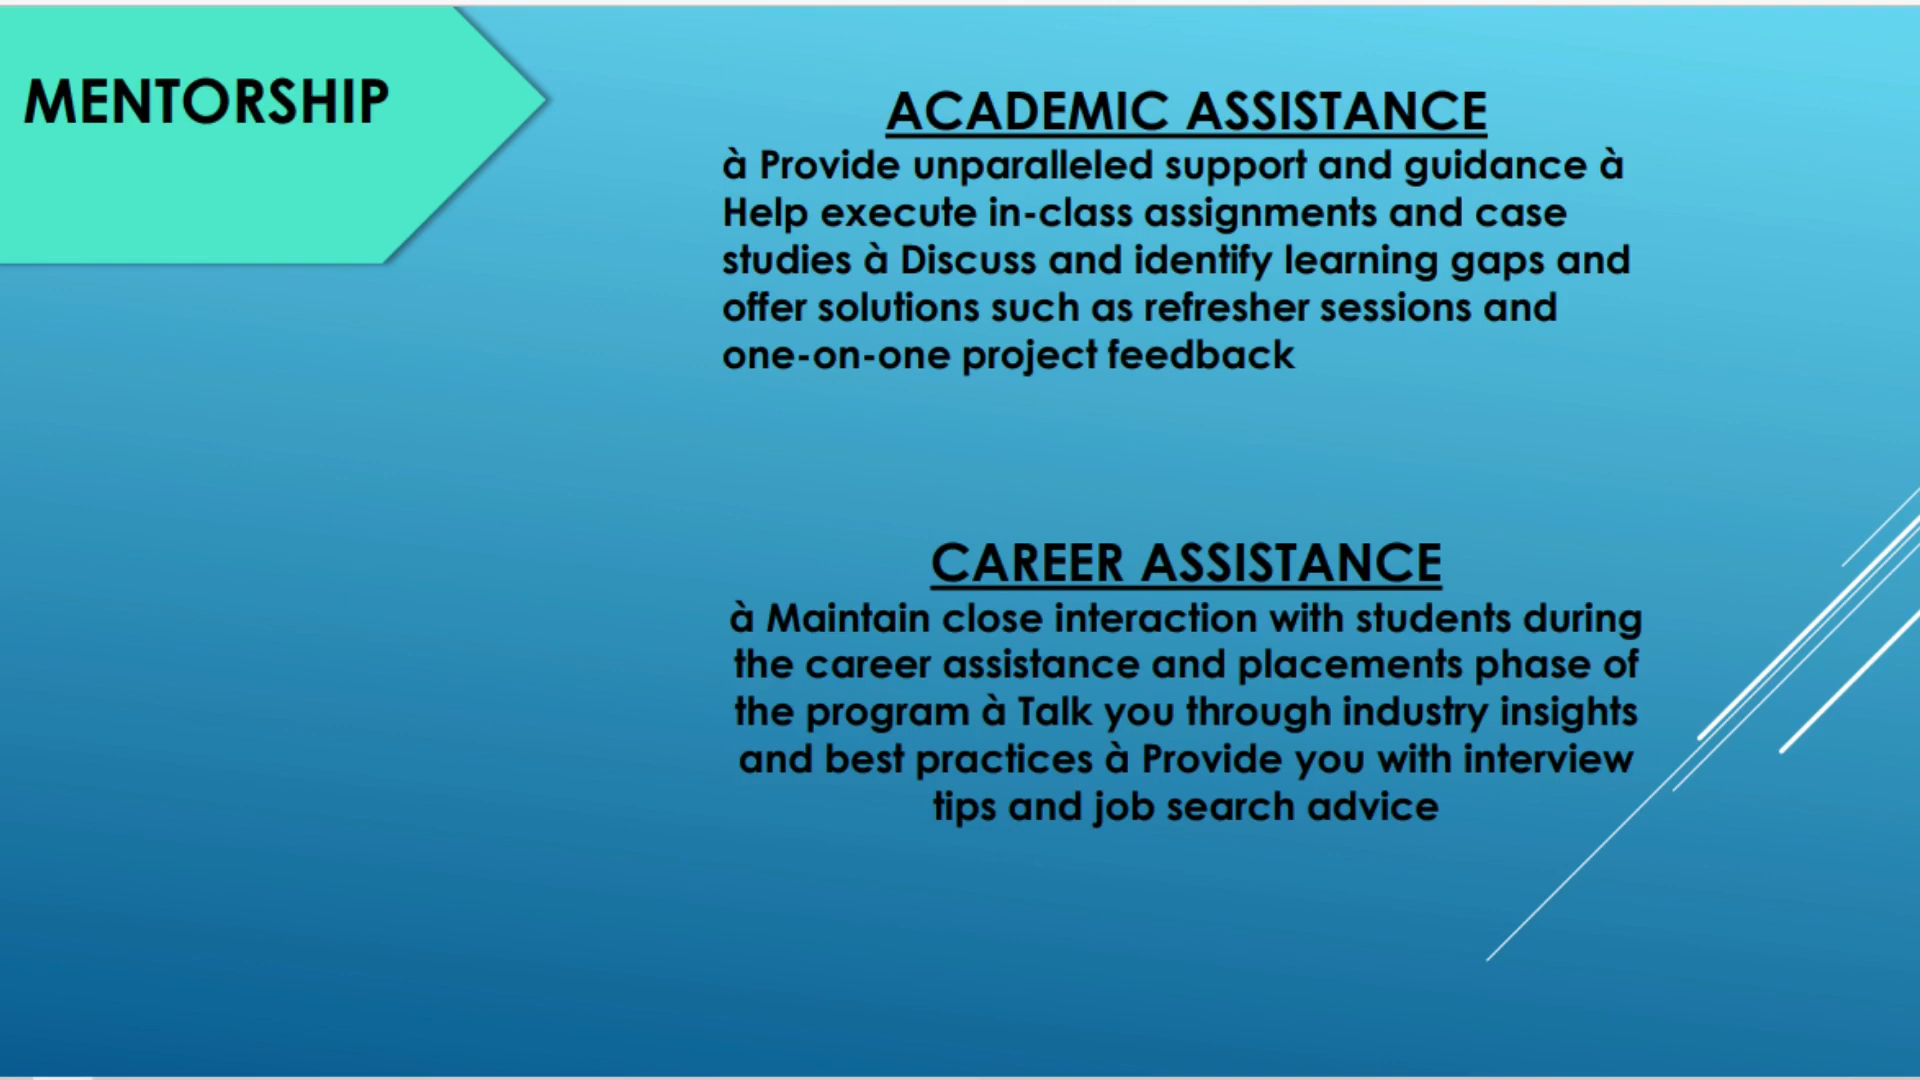 MENTORSHIP
ACADEMIC ASSISTANCE
à Provide unparalleled support and guidance à
Help execute in-class assignments and case
studies à Discuss and identify learning gaps and
offer solutions such as refresher sessions and
one-on-one project feedback
CAREER ASSISTANCE
à Maintain close interaction with students during
the career assistance and placements phase of
the program à Talk you through industry insights
and best practices à Provide you with interview
tips and job search advice